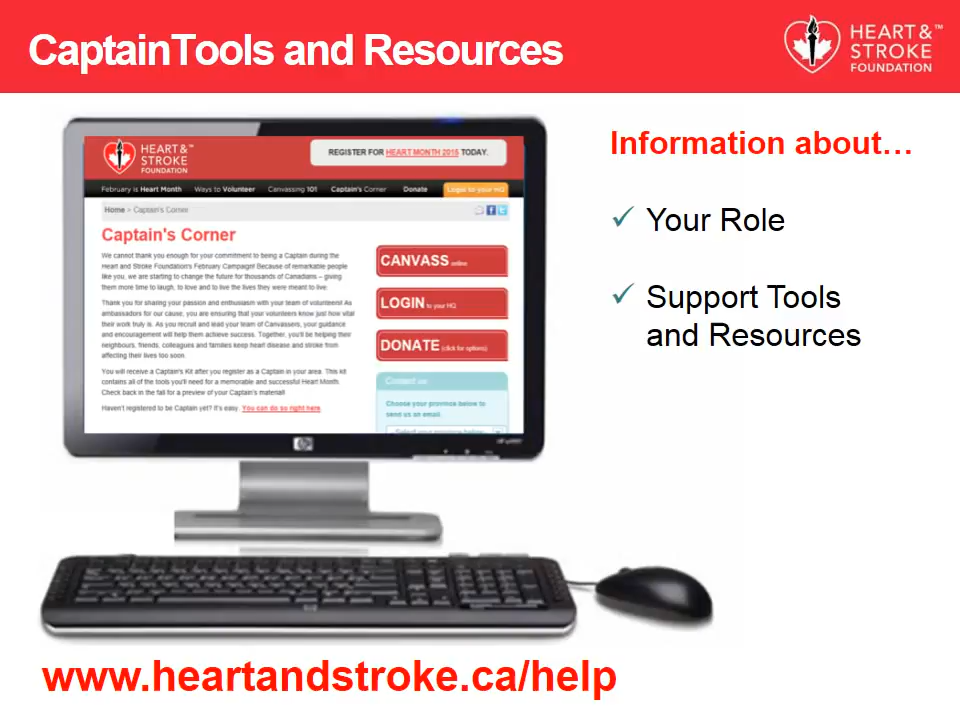 CaptainTools and Resources
HEART &™
STROKE
FOUNDATION
Information about…
✓ Your Role
✓ Support Tools
and Resources
HEART &™
STROKE
FOUNDATION
REGISTER FOR HEART MONTH 2015 TODAY.
February is Heart Month Ways to Volunteer Canvassing 101 Captain's Corner Donate Login to your HQ
Home > Captain's Corner
Captain's Corner
We cannot thank you enough for your commitment to being a Captain during the
Heart and Stroke Foundation's February Campaign! Because of remarkable people
like you, we are starting to change the future for thousands of Canadians – giving
them more time to laugh, to love and to live the lives they were meant to live.
Thank you for sharing your passion and enthusiasm with your team of volunteers! As
ambassadors for our cause, you are ensuring that your volunteers know just how vital
their work truly is. As you recruit and lead your team of Canvassers, your guidance
and encouragement will help them achieve success. Together, you'll be helping their
neighbours, friends, colleagues and families keep heart disease and stroke from
affecting their lives too soon.
You will receive a Captain's Kit after you register as a Captain in your area. This kit
contains all of the tools you'll need for a memorable and successful Heart Month.
Check back in the fall for a preview of your Captain's material!
Haven't registered to be Captain yet? It's easy. You can do so right here
CANVASS online
LOGIN to your HQ
DONATE (click for options)
Contact us
Choose your province below to
send us an email.
- Select your province below -
hp
www.heartandstroke.ca/help